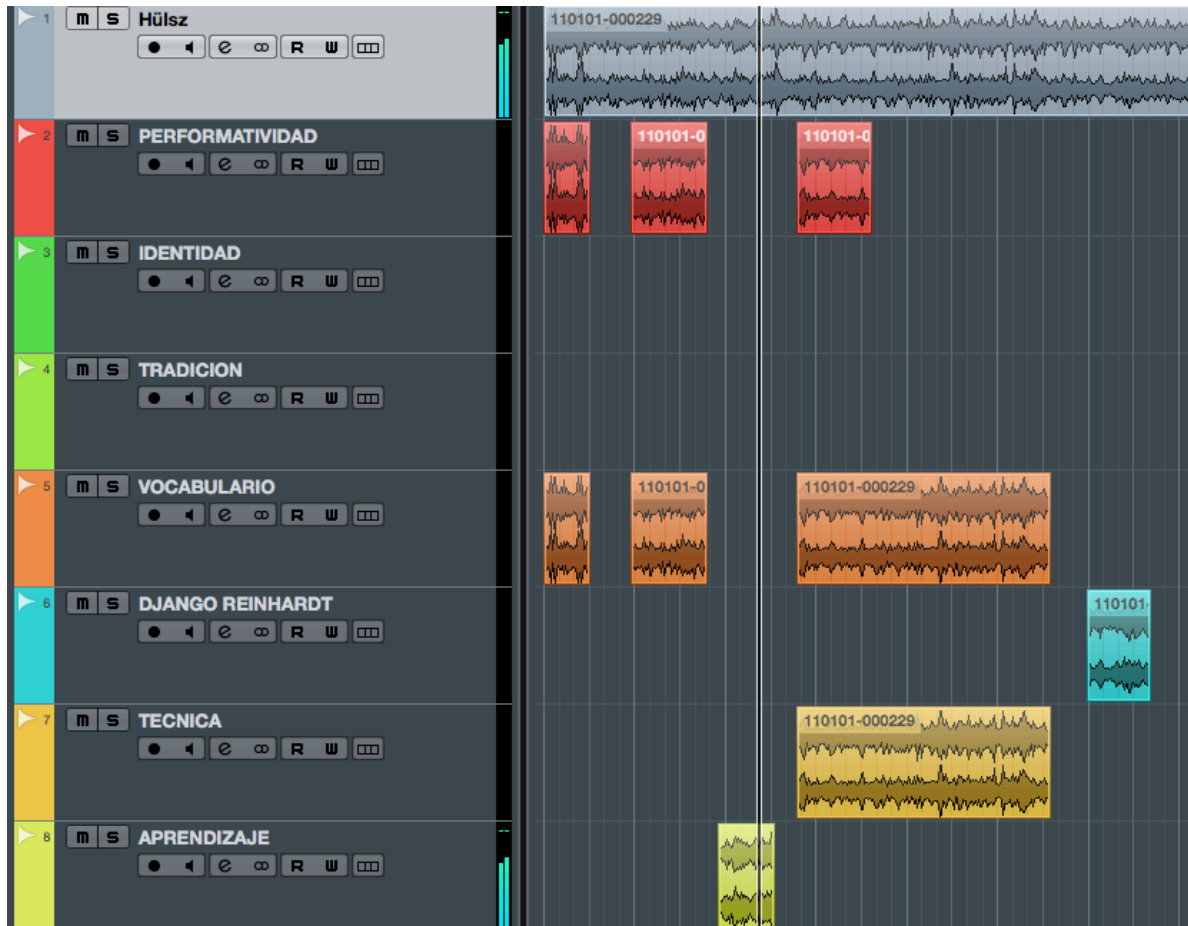 1 m S Hülsz
e R W
110101-000229
2 m S PERFORMATIVIDAD
e R W
110101-0
110101-0
3 m S IDENTIDAD
e R W
4 m S TRADICION
e R W
5 m S VOCABULARIO
e R W
110101-0
110101-000229
6 m S DJANGO REINHARDT
e R W
110101-
7 m S TECNICA
e R W
110101-000229
8 m S APRENDIZAJE
e R W